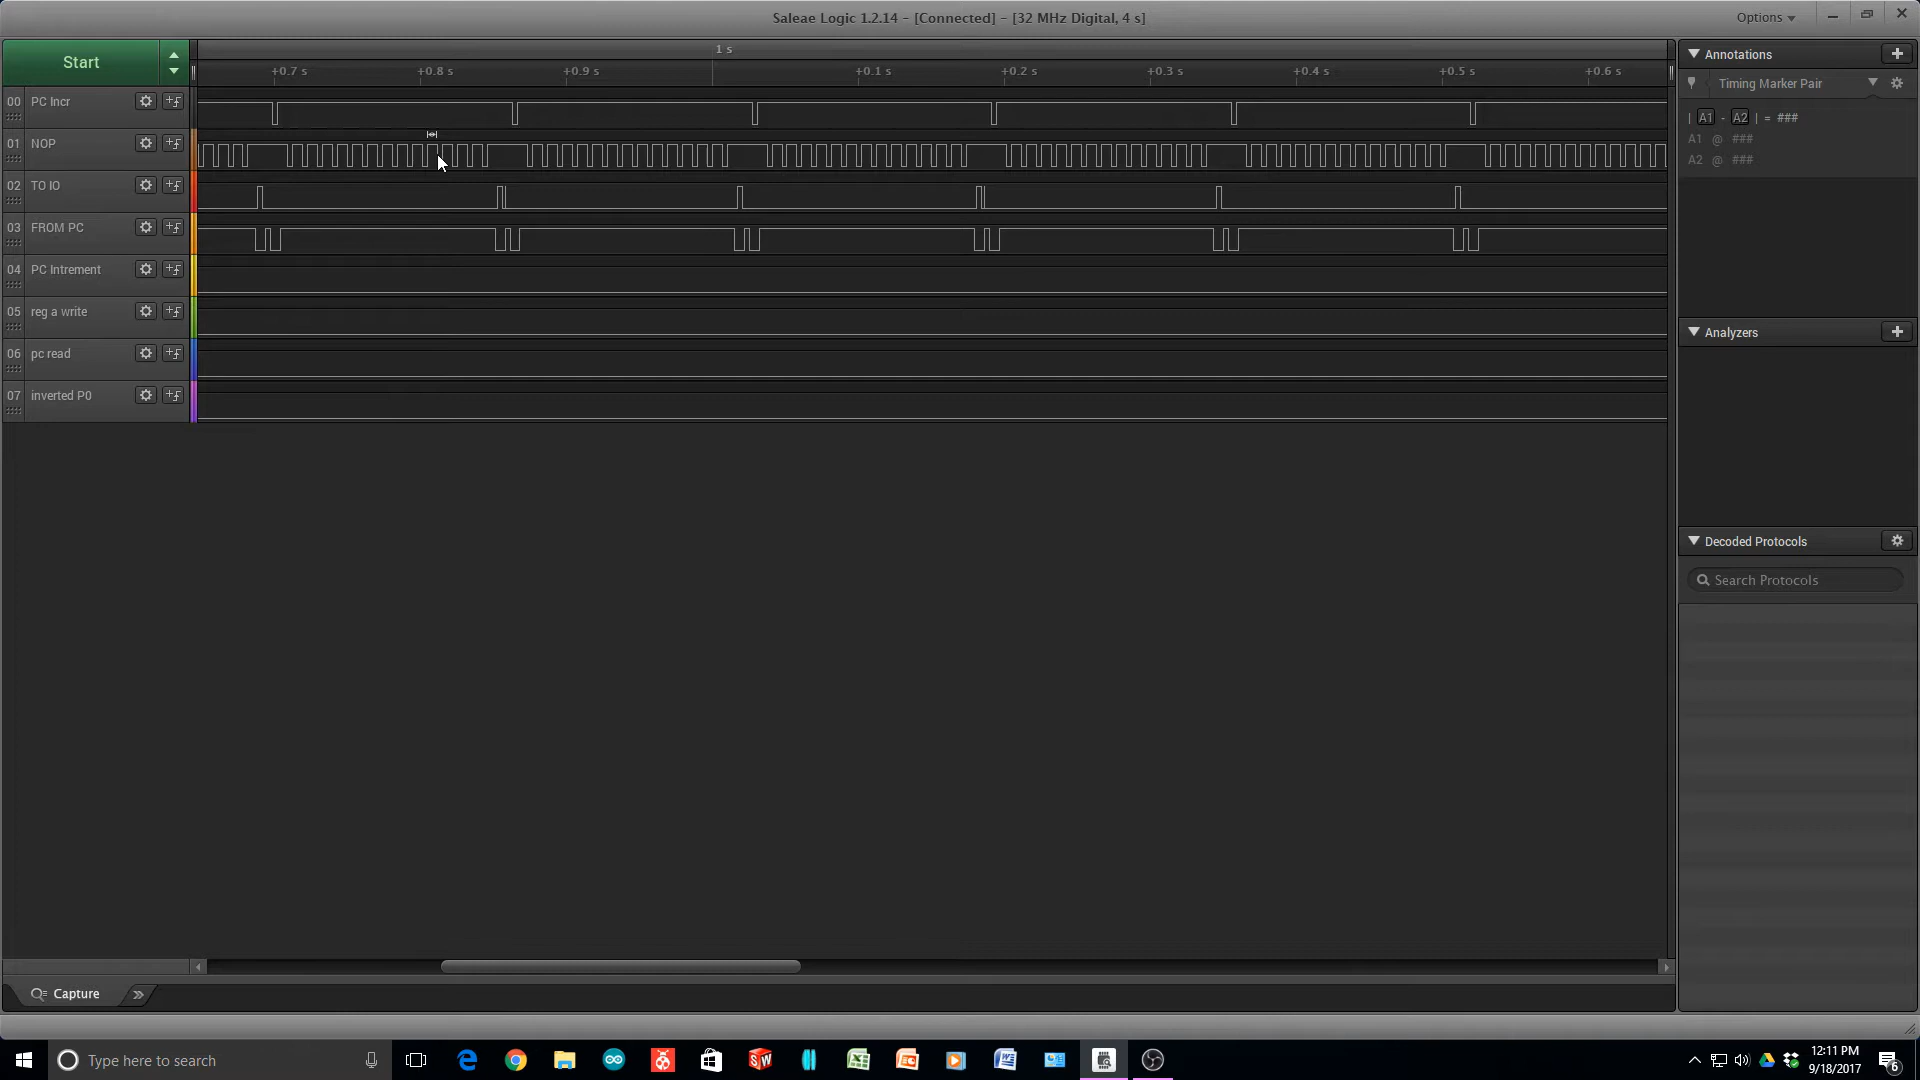 Saleae Logic 1.2.14 - [Connected] - [32 MHz Digital, 4 s]
Options
Start
1 s
+0.7 s
+0.8 s
+0.9 s
+0.1 s
+0.2 s
+0.3 s
+0.4 s
+0.5 s
+0.6 s
00 PC Incr
01 NOP
02 TO IO
03 FROM PC
04 PC Intrement
05 reg a write
06 pc read
07 inverted P0
Annotations
Timing Marker Pair
| A1 - A2 | = ###
A1 @ ###
A2 @ ###
Analyzers
Decoded Protocols
Search Protocols
Capture
Type here to search
12:11 PM
9/18/2017
6